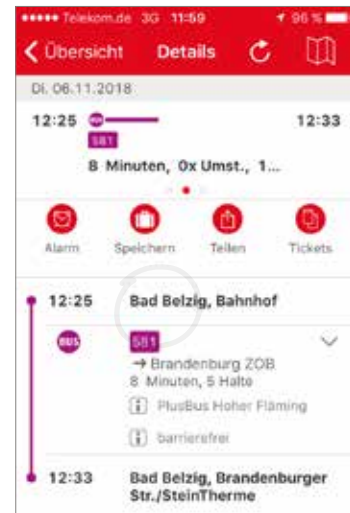 Telekom.de 3G 11:59 96 %
Übersicht Details
Di. 06.11.2018
12:25 BUS 12:33
581
8 Minuten, 0x Umst., 1...
Alarm Speichern Teilen Tickets
12:25 Bad Belzig, Bahnhof
BUS 581
→ Brandenburg ZOB
8 Minuten, 5 Halte
i PlusBus Hoher Fläming
i barrierefrei
12:33 Bad Belzig, Brandenburger
Str./SteinTherme